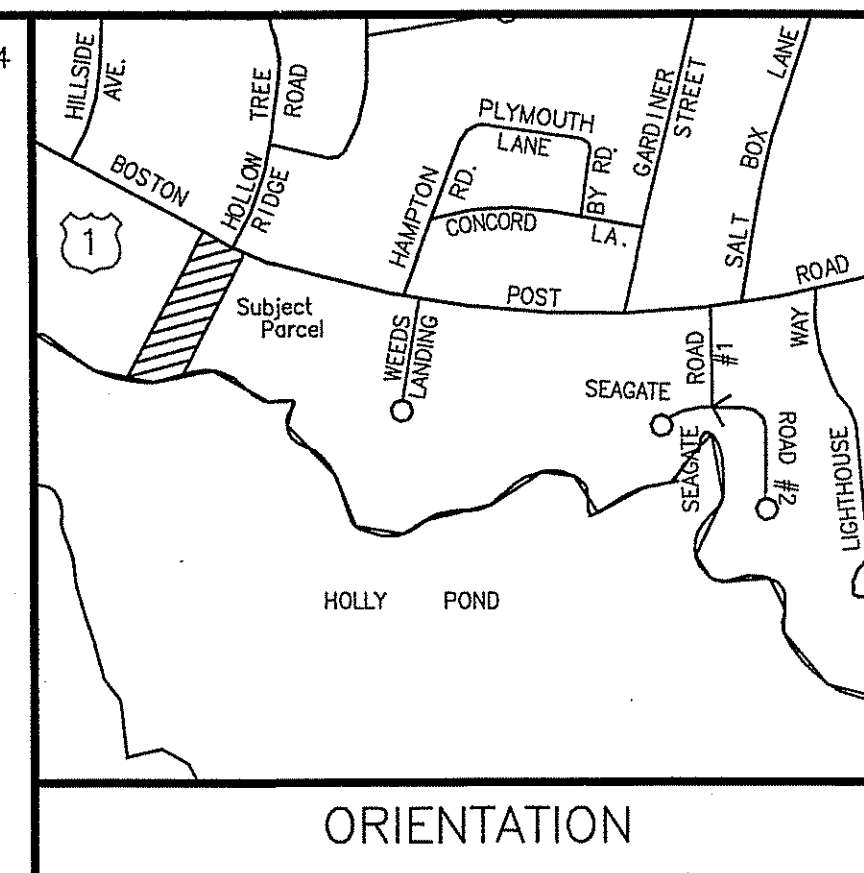 4
HILLSIDE
AVE.
HOLLOW TREE
RIDGE ROAD
PLYMOUTH
LANE
GARDINER
STREET
SALT BOX LANE
BOSTON
HAMPTON
RD.
BY RD.
CONCORD LA.
1
Subject
Parcel
POST
ROAD
WEEDS
LANDING
SEAGATE
ROAD
#1
WAY
SEAGATE
ROAD #2
LIGHTHOUSE
HOLLY POND
ORIENTATION